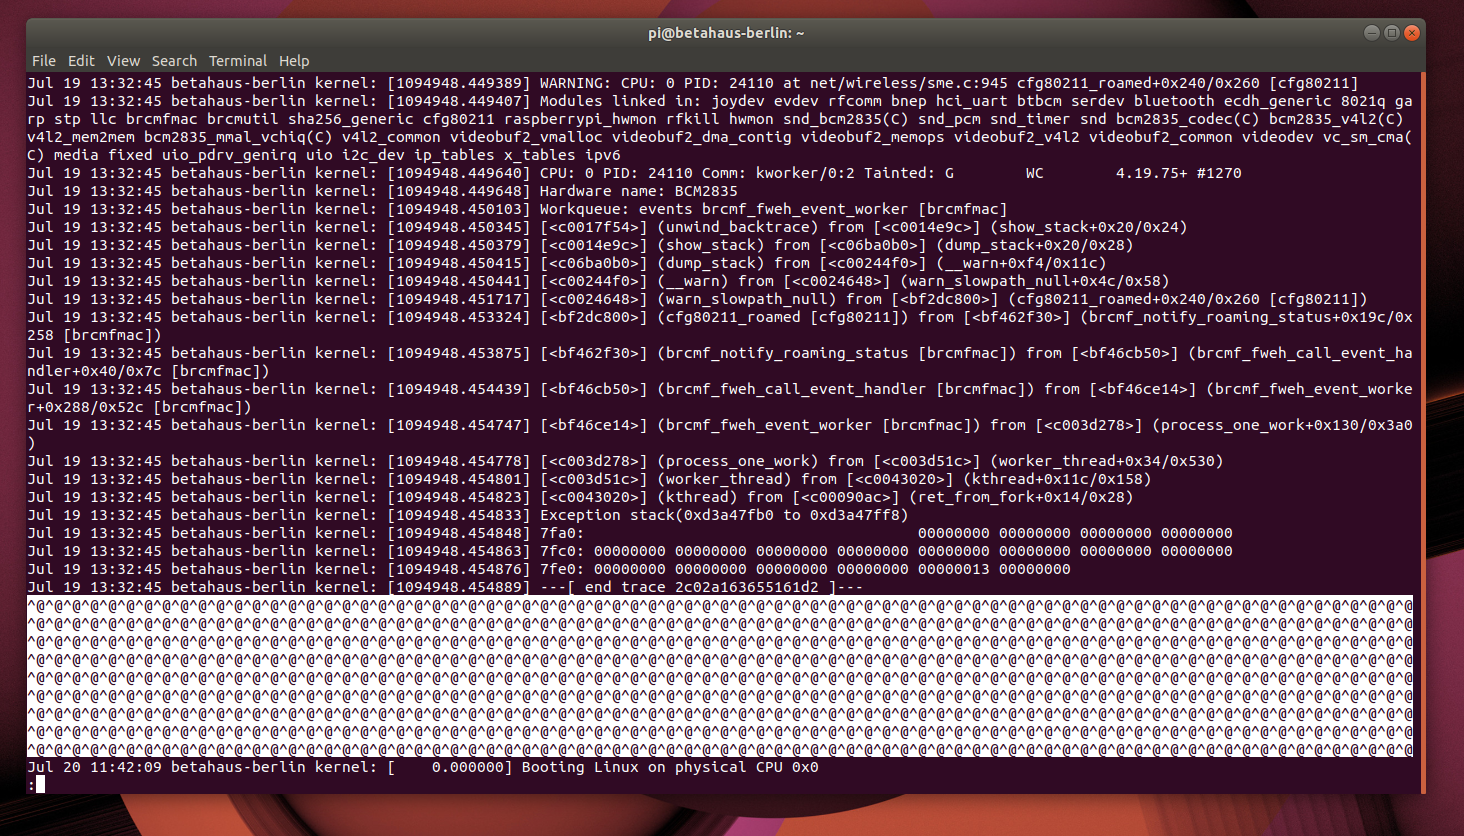 pi@betahaus-berlin: ~
File Edit View Search Terminal Help
Jul 19 13:32:45 betahaus-berlin kernel: [1094948.449389] WARNING: CPU: 0 PID: 24110 at net/wireless/sme.c:945 cfg80211_roamed+0x240/0x260 [cfg80211]
Jul 19 13:32:45 betahaus-berlin kernel: [1094948.449407] Modules linked in: joydev evdev rfcomm bnep hci_uart btbcm serdev bluetooth ecdh_generic 8021q ga
rp stp llc brcmfmac brcmutil sha256_generic cfg80211 raspberrypi_hwmon rfkill hwmon snd_bcm2835(C) snd_pcm snd_timer snd bcm2835_codec(C) bcm2835_v4l2(C)
v4l2_mem2mem bcm2835_mmal_vchiq(C) v4l2_common videobuf2_vmalloc videobuf2_dma_contig videobuf2_memops videobuf2_v4l2 videobuf2_common videodev vc_sm_cma(
C) media fixed uio_pdrv_genirq uio i2c_dev ip_tables x_tables ipv6
Jul 19 13:32:45 betahaus-berlin kernel: [1094948.449640] CPU: 0 PID: 24110 Comm: kworker/0:2 Tainted: G        WC        4.19.75+ #1270
Jul 19 13:32:45 betahaus-berlin kernel: [1094948.449648] Hardware name: BCM2835
Jul 19 13:32:45 betahaus-berlin kernel: [1094948.450103] Workqueue: events brcmf_fweh_event_worker [brcmfmac]
Jul 19 13:32:45 betahaus-berlin kernel: [1094948.450345] [<c0017f54>] (unwind_backtrace) from [<c0014e9c>] (show_stack+0x20/0x24)
Jul 19 13:32:45 betahaus-berlin kernel: [1094948.450379] [<c0014e9c>] (show_stack) from [<c06ba0b0>] (dump_stack+0x20/0x28)
Jul 19 13:32:45 betahaus-berlin kernel: [1094948.450415] [<c06ba0b0>] (dump_stack) from [<c00244f0>] (__warn+0xf4/0x11c)
Jul 19 13:32:45 betahaus-berlin kernel: [1094948.450441] [<c00244f0>] (__warn) from [<c0024648>] (warn_slowpath_null+0x4c/0x58)
Jul 19 13:32:45 betahaus-berlin kernel: [1094948.451717] [<c0024648>] (warn_slowpath_null) from [<bf2dc800>] (cfg80211_roamed+0x240/0x260 [cfg80211])
Jul 19 13:32:45 betahaus-berlin kernel: [1094948.453324] [<bf2dc800>] (cfg80211_roamed [cfg80211]) from [<bf462f30>] (brcmf_notify_roaming_status+0x19c/0x
258 [brcmfmac])
Jul 19 13:32:45 betahaus-berlin kernel: [1094948.453875] [<bf462f30>] (brcmf_notify_roaming_status [brcmfmac]) from [<bf46cb50>] (brcmf_fweh_call_event_ha
ndler+0x40/0x7c [brcmfmac])
Jul 19 13:32:45 betahaus-berlin kernel: [1094948.454439] [<bf46cb50>] (brcmf_fweh_call_event_handler [brcmfmac]) from [<bf46ce14>] (brcmf_fweh_event_worke
r+0x288/0x52c [brcmfmac])
Jul 19 13:32:45 betahaus-berlin kernel: [1094948.454747] [<bf46ce14>] (brcmf_fweh_event_worker [brcmfmac]) from [<c003d278>] (process_one_work+0x130/0x3a0
)
Jul 19 13:32:45 betahaus-berlin kernel: [1094948.454778] [<c003d278>] (process_one_work) from [<c003d51c>] (worker_thread+0x34/0x530)
Jul 19 13:32:45 betahaus-berlin kernel: [1094948.454801] [<c003d51c>] (worker_thread) from [<c0043020>] (kthread+0x11c/0x158)
Jul 19 13:32:45 betahaus-berlin kernel: [1094948.454823] [<c0043020>] (kthread) from [<c00090ac>] (ret_from_fork+0x14/0x28)
Jul 19 13:32:45 betahaus-berlin kernel: [1094948.454833] Exception stack(0xd3a47fb0 to 0xd3a47ff8)
Jul 19 13:32:45 betahaus-berlin kernel: [1094948.454848] 7fa0:                                     00000000 00000000 00000000 00000000
Jul 19 13:32:45 betahaus-berlin kernel: [1094948.454863] 7fc0: 00000000 00000000 00000000 00000000 00000000 00000000 00000000 00000000
Jul 19 13:32:45 betahaus-berlin kernel: [1094948.454876] 7fe0: 00000000 00000000 00000000 00000000 00000013 00000000
Jul 19 13:32:45 betahaus-berlin kernel: [1094948.454889] ---[ end trace 2c02a163655161d2 ]---
^@^@^@^@^@^@^@^@^@^@^@^@^@^@^@^@^@^@^@^@^@^@^@^@^@^@^@^@^@^@^@^@^@^@^@^@^@^@^@^@^@^@^@^@^@^@^@^@^@^@^@^@^@^@^@^@^@^@^@^@^@^@^@^@^@^@^@^@^@^@^@^@^@^@^@^@^@
^@^@^@^@^@^@^@^@^@^@^@^@^@^@^@^@^@^@^@^@^@^@^@^@^@^@^@^@^@^@^@^@^@^@^@^@^@^@^@^@^@^@^@^@^@^@^@^@^@^@^@^@^@^@^@^@^@^@^@^@^@^@^@^@^@^@^@^@^@^@^@^@^@^@^@^@^@
^@^@^@^@^@^@^@^@^@^@^@^@^@^@^@^@^@^@^@^@^@^@^@^@^@^@^@^@^@^@^@^@^@^@^@^@^@^@^@^@^@^@^@^@^@^@^@^@^@^@^@^@^@^@^@^@^@^@^@^@^@^@^@^@^@^@^@^@^@^@^@^@^@^@^@^@^@
^@^@^@^@^@^@^@^@^@^@^@^@^@^@^@^@^@^@^@^@^@^@^@^@^@^@^@^@^@^@^@^@^@^@^@^@^@^@^@^@^@^@^@^@^@^@^@^@^@^@^@^@^@^@^@^@^@^@^@^@^@^@^@^@^@^@^@^@^@^@^@^@^@^@^@^@^@
^@^@^@^@^@^@^@^@^@^@^@^@^@^@^@^@^@^@^@^@^@^@^@^@^@^@^@^@^@^@^@^@^@^@^@^@^@^@^@^@^@^@^@^@^@^@^@^@^@^@^@^@^@^@^@^@^@^@^@^@^@^@^@^@^@^@^@^@^@^@^@^@^@^@^@^@^@
^@^@^@^@^@^@^@^@^@^@^@^@^@^@^@^@^@^@^@^@^@^@^@^@^@^@^@^@^@^@^@^@^@^@^@^@^@^@^@^@^@^@^@^@^@^@^@^@^@^@^@^@^@^@^@^@^@^@^@^@^@^@^@^@^@^@^@^@^@^@^@^@^@^@^@^@^@
^@^@^@^@^@^@^@^@^@^@^@^@^@^@^@^@^@^@^@^@^@^@^@^@^@^@^@^@^@^@^@^@^@^@^@^@^@^@^@^@^@^@^@^@^@^@^@^@^@^@^@^@^@^@^@^@^@^@^@^@^@^@^@^@^@^@^@^@^@^@^@^@^@^@^@^@^@
^@^@^@^@^@^@^@^@^@^@^@^@^@^@^@^@^@^@^@^@^@^@^@^@^@^@^@^@^@^@^@^@^@^@^@^@^@^@^@^@^@^@^@^@^@^@^@^@^@^@^@^@^@^@^@^@^@^@^@^@^@^@^@^@^@^@^@^@^@^@^@^@^@^@^@^@^@
^@^@^@^@^@^@^@^@^@^@^@^@^@^@^@^@^@^@^@^@^@^@^@^@^@^@^@^@^@^@^@^@^@^@^@^@^@^@^@^@^@^@^@^@^@^@^@^@^@^@^@^@^@^@^@^@^@^@^@^@^@^@^@^@^@^@^@^@^@^@^@^@^@^@^@^@^@
Jul 20 11:42:09 betahaus-berlin kernel: [    0.000000] Booting Linux on physical CPU 0x0
: